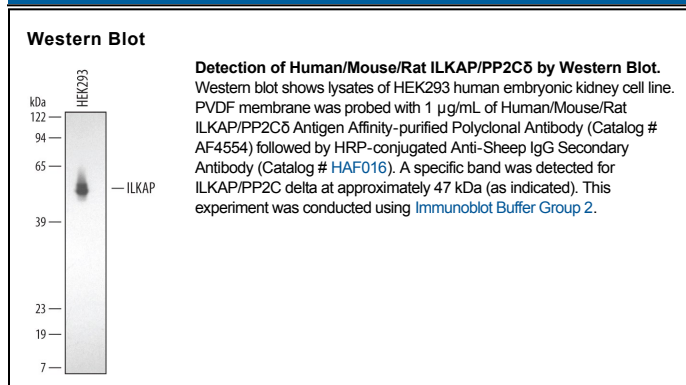 Western Blot
HEK293
kDa
122
94
65
ILKAP
39
23
19
7
Detection of Human/Mouse/Rat ILKAP/PP2Cδ by Western Blot.
Western blot shows lysates of HEK293 human embryonic kidney cell line.
PVDF membrane was probed with 1 µg/mL of Human/Mouse/Rat
ILKAP/PP2Cδ Antigen Affinity-purified Polyclonal Antibody (Catalog #
AF4554) followed by HRP-conjugated Anti-Sheep IgG Secondary
Antibody (Catalog # HAF016). A specific band was detected for
ILKAP/PP2C delta at approximately 47 kDa (as indicated). This
experiment was conducted using Immunoblot Buffer Group 2.